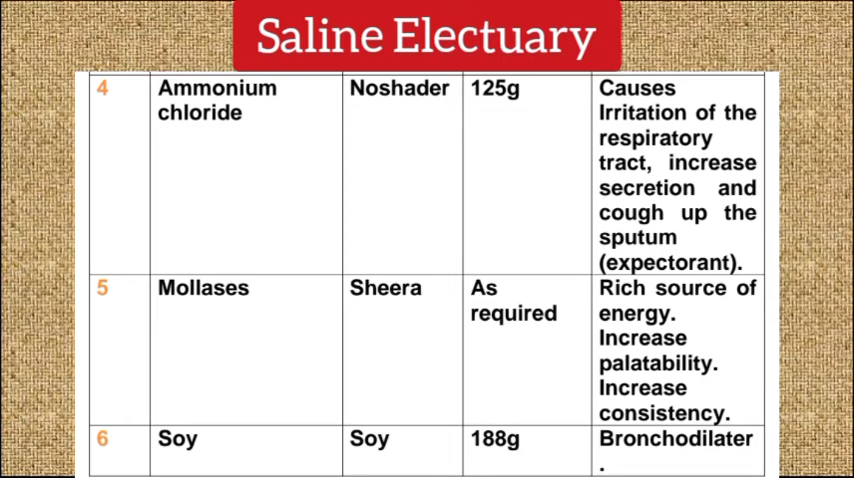 Saline Electuary
4 Ammonium chloride Noshader 125g Causes
Irritation of the
respiratory
tract, increase
secretion and
cough up the
sputum
(expectorant).
5 Mollases Sheera As required Rich source of
energy.
Increase
palatability.
Increase
consistency.
6 Soy Soy 188g Bronchodilater
.